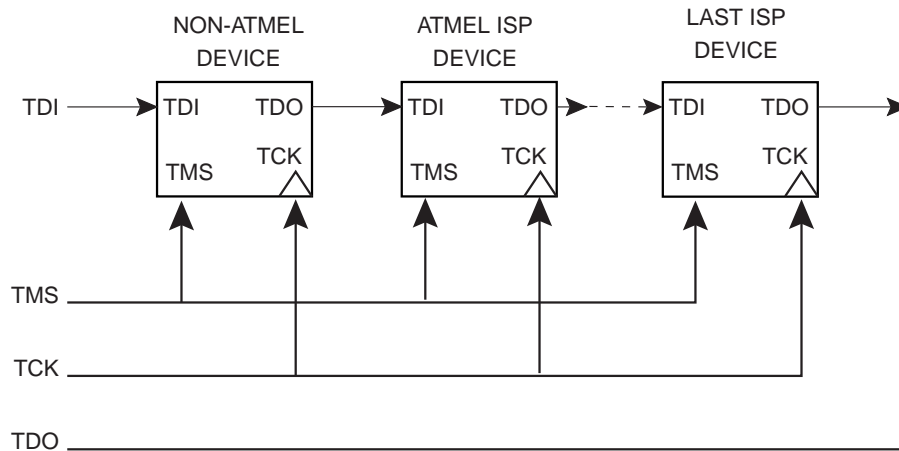 NON-ATMEL
DEVICE
ATMEL ISP
DEVICE
LAST ISP
DEVICE
TDI
TDI
TDO
TMS
TCK
TDI
TDO
TMS
TCK
TDI
TDO
TMS
TCK
TMS
TCK
TDO